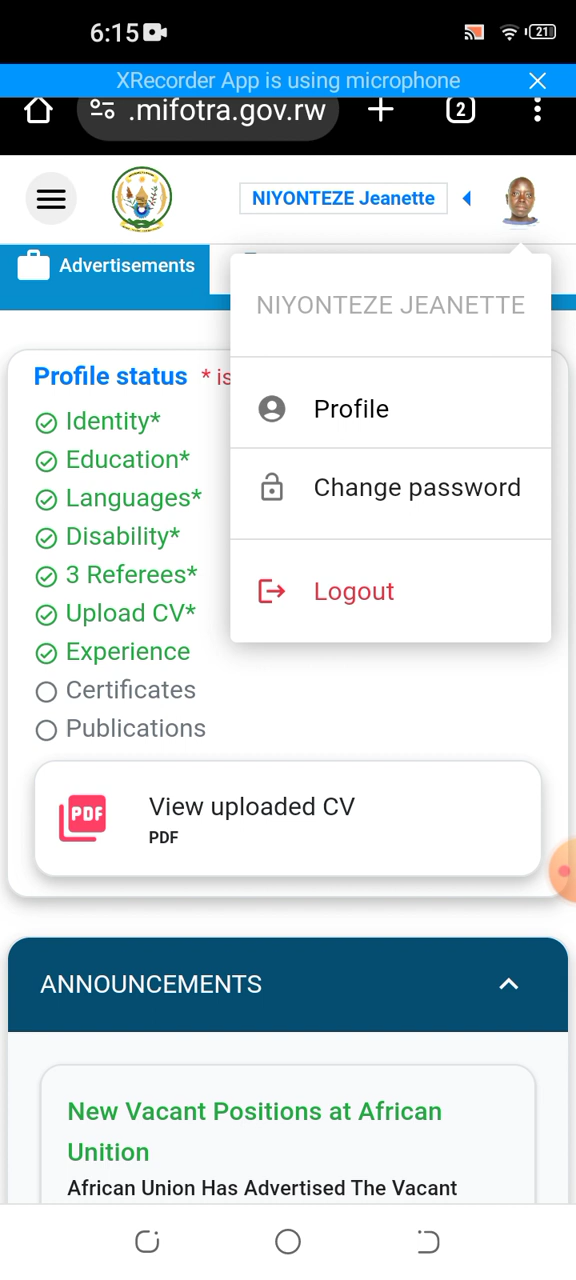 6:15
21
XRecorder App is using microphone
.mifotra.gov.rw
2
NIYONTEZE Jeanette
Advertisements
NIYONTEZE JEANETTE
Profile status * is
Profile
Identity*
Education*
Change password
Languages*
Disability*
3 Referees*
Logout
Upload CV*
Experience
Certificates
Publications
PDF
View uploaded CV
PDF
ANNOUNCEMENTS
New Vacant Positions at African
Unition
African Union Has Advertised The Vacant